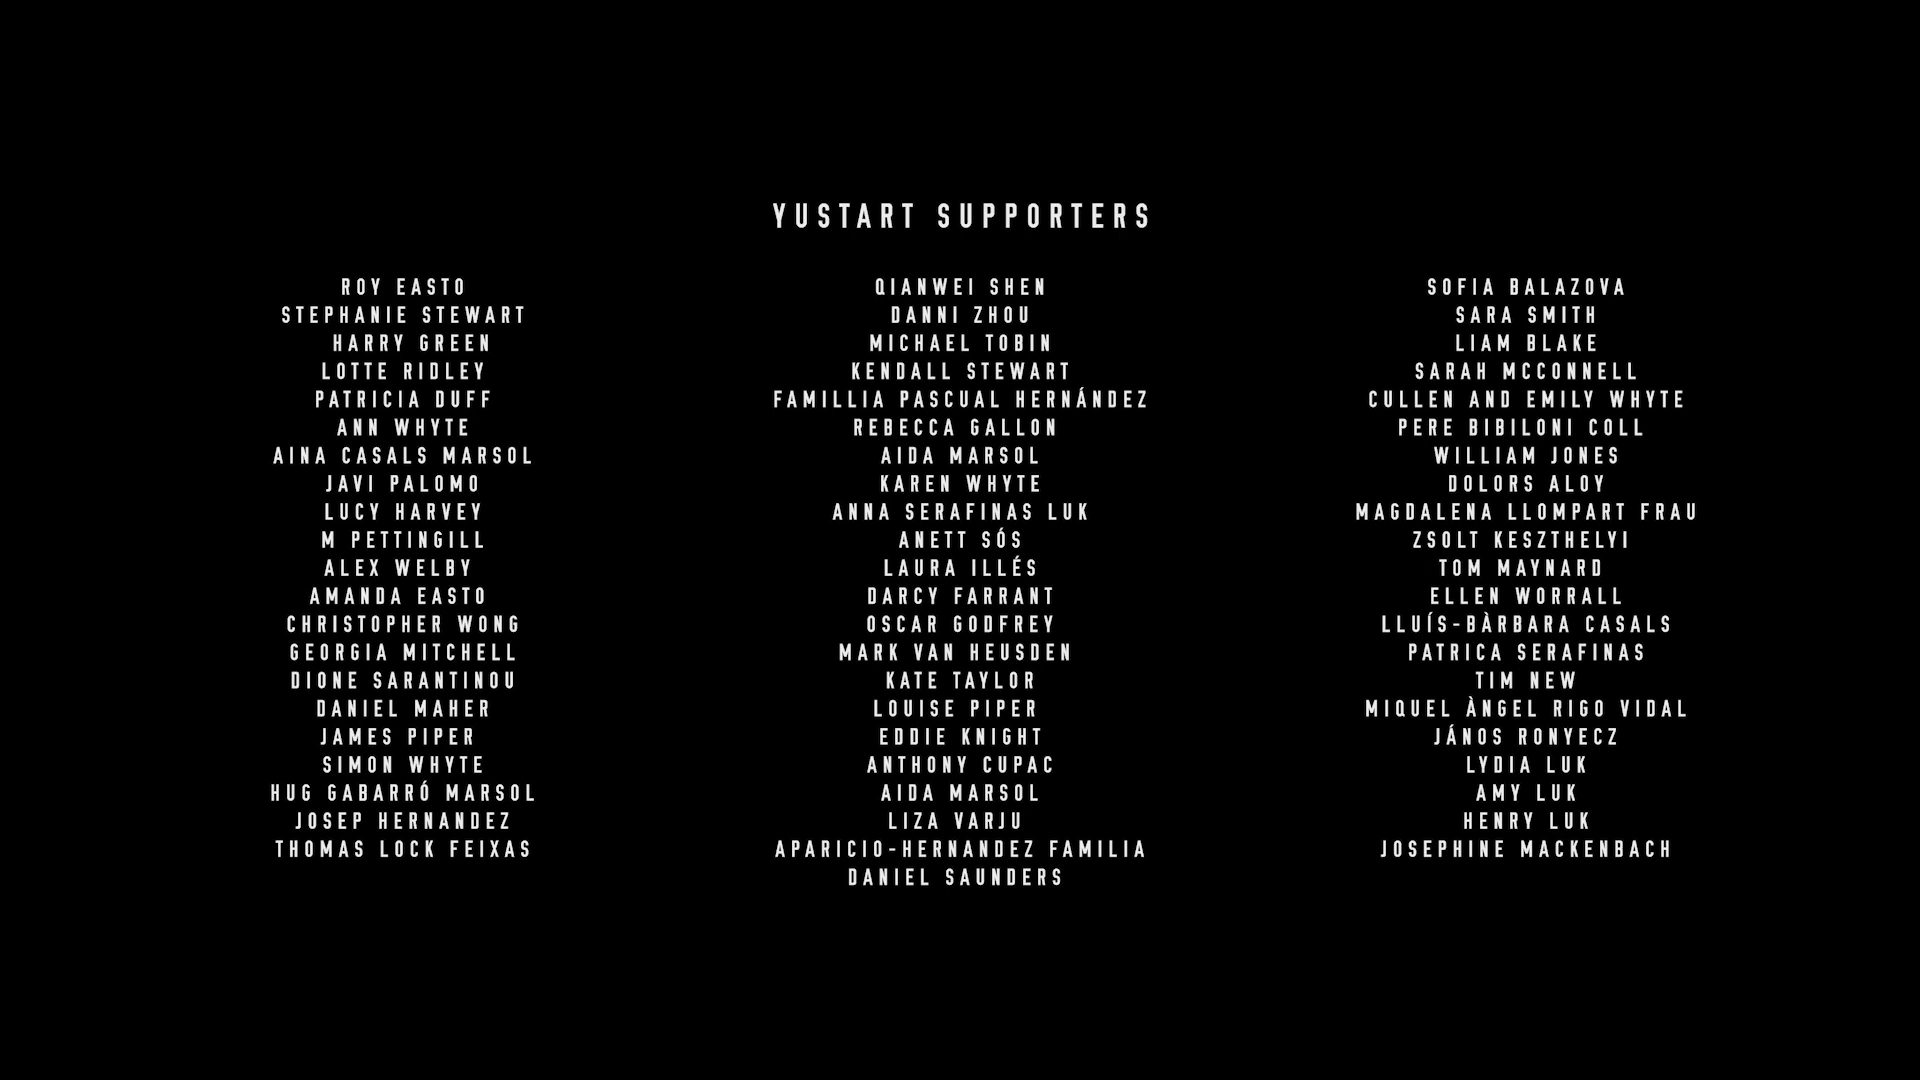 YUSTART SUPPORTERS
ROY EASTO
STEPHANIE STEWART
HARRY GREEN
LOTTE RIDLEY
PATRICIA DUFF
ANN WHYTE
AINA CASALS MARSOL
JAVI PALOMO
LUCY HARVEY
M PETTINGILL
ALEX WELBY
AMANDA EASTO
CHRISTOPHER WONG
GEORGIA MITCHELL
DIONE SARANTINOU
DANIEL MAHER
JAMES PIPER
SIMON WHYTE
HUG GABARRÓ MARSOL
JOSEP HERNANDEZ
THOMAS LOCK FEIXAS
QIANWEI SHEN
DANNI ZHOU
MICHAEL TOBIN
KENDALL STEWART
FAMILLIA PASCUAL HERNÁNDEZ
REBECCA GALLON
AIDA MARSOL
KAREN WHYTE
ANNA SERAFINAS LUK
ANETT SÓS
LAURA ILLÉS
DARCY FARRANT
OSCAR GODFREY
MARK VAN HEUSDEN
KATE TAYLOR
LOUISE PIPER
EDDIE KNIGHT
ANTHONY CUPAC
AIDA MARSOL
LIZA VARJU
APARICIO-HERNANDEZ FAMILIA
DANIEL SAUNDERS
SOFIA BALAZOVA
SARA SMITH
LIAM BLAKE
SARAH MCCONNELL
CULLEN AND EMILY WHYTE
PERE BIBILONI COLL
WILLIAM JONES
DOLORS ALOY
MAGDALENA LLOMPART FRAU
ZSOLT KESZTHELYI
TOM MAYNARD
ELLEN WORRALL
LLUÍS-BÀRBARA CASALS
PATRICA SERAFINAS
TIM NEW
MIQUEL ÀNGEL RIGO VIDAL
JÁNOS RONYECZ
LYDIA LUK
AMY LUK
HENRY LUK
JOSEPHINE MACKENBACH